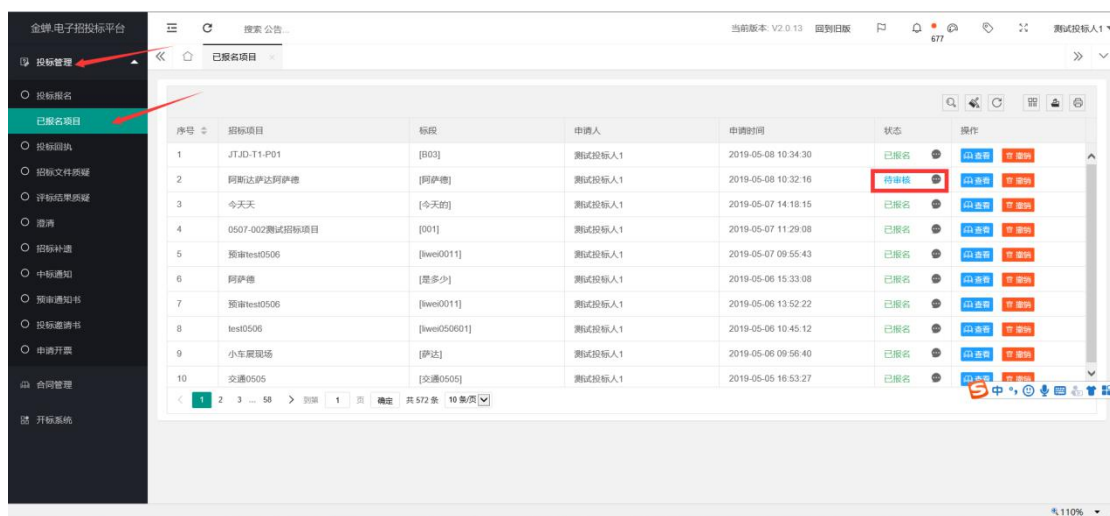 金蝉.电子招投标平台
搜索 公告...
当前版本: V2.0.13 回到旧版
677
测试投标人1
投标管理
已报名项目
投标报名
已报名项目
投标回执
招标文件质疑
评标结果质疑
澄清
招标补遗
中标通知
预审通知书
投标邀请书
申请开票
合同管理
开标系统
序号 招标项目 标段 申请人 申请时间 状态 操作
1 JTJD-T1-P01 [B03] 测试投标人1 2019-05-08 10:34:30 已报名 查看 撤销
2 阿斯达萨达阿萨德 [阿萨德] 测试投标人1 2019-05-08 10:32:16 待审核 查看 撤销
3 今天天 [今天的] 测试投标人1 2019-05-07 14:18:15 已报名 查看 撤销
4 0507-002测试招标项目 [001] 测试投标人1 2019-05-07 11:29:08 已报名 查看 撤销
5 预审test0506 [liwei0011] 测试投标人1 2019-05-07 09:55:43 已报名 查看 撤销
6 阿萨德 [是多少] 测试投标人1 2019-05-06 15:33:08 已报名 查看 撤销
7 预审test0506 [liwei0011] 测试投标人1 2019-05-06 13:52:22 已报名 查看 撤销
8 test0506 [liwei050601] 测试投标人1 2019-05-06 10:45:12 已报名 查看 撤销
9 小车展现场 [萨达] 测试投标人1 2019-05-06 09:56:40 已报名 查看 撤销
10 交通0505 [交通0505] 测试投标人1 2019-05-05 16:53:27 已报名 查看 撤销
1 2 3 ... 58 到第 1 页 确定 共 572 条 10 条/页
中
110%